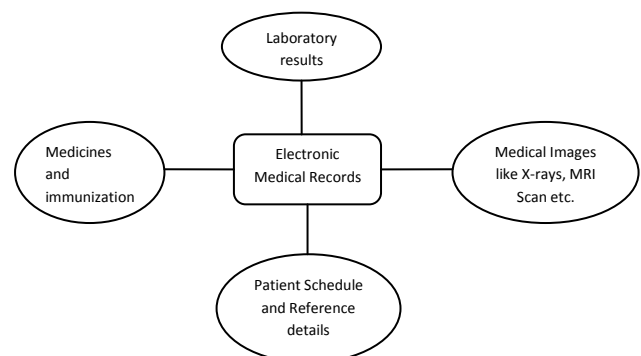 Laboratory
results
Medicines
and
immunization
Electronic
Medical Records
Medical Images
like X-rays, MRI
Scan etc.
Patient Schedule
and Reference
details